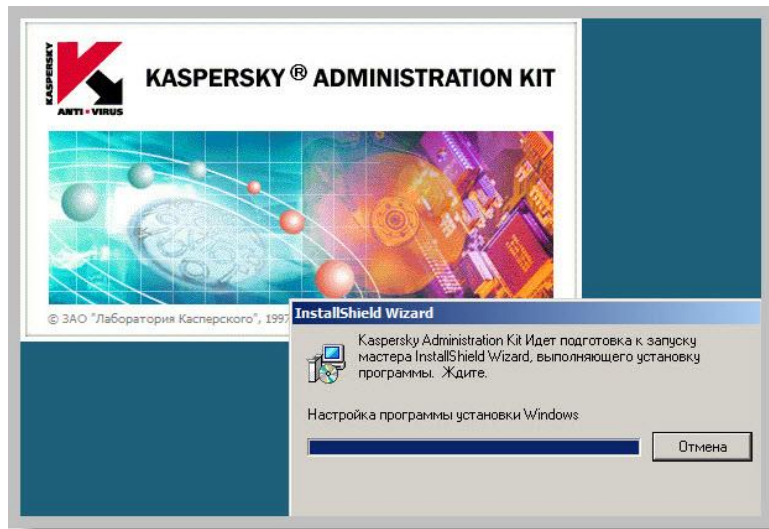 KASPERSKY
ANTI•VIRUS
KASPERSKY ® ADMINISTRATION KIT
© ЗАО "Лаборатория Касперского", 1997
InstallShield Wizard
Kaspersky Administration Kit Идет подготовка к запуску
мастера InstallShield Wizard, выполняющего установку
программы. Ждите.
Настройка программы установки Windows
Отмена